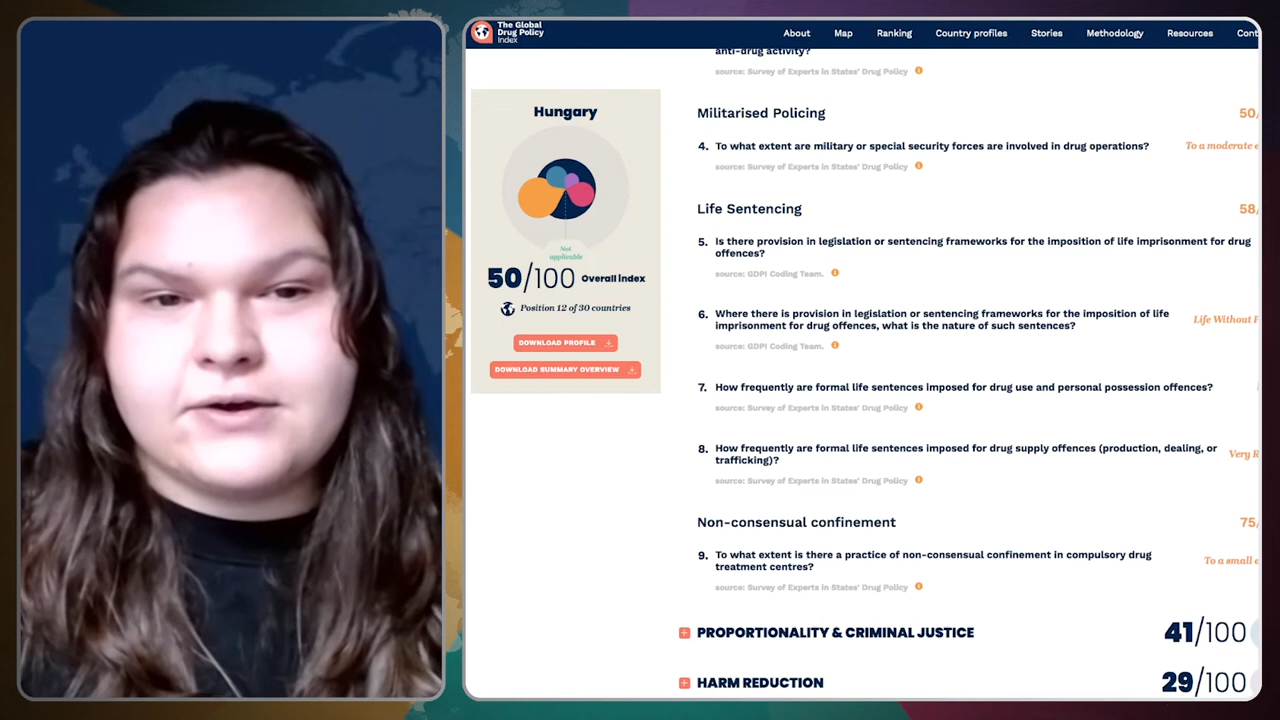 The Global
Drug Policy
Index
About
Map
Ranking
Country profiles
Stories
Methodology
Resources
Cont
anti-drug activity?
source: Survey of Experts in States' Drug Policy
Hungary
Not
applicable
50/100 Overall Index
Position 12 of 30 countries
DOWNLOAD PROFILE
DOWNLOAD SUMMARY OVERVIEW
Militarised Policing
50/
4. To what extent are military or special security forces are involved in drug operations?
To a moderate e
source: Survey of Experts in States' Drug Policy
Life Sentencing
58/
5. Is there provision in legislation or sentencing frameworks for the imposition of life imprisonment for drug
offences?
source: GDPI Coding Team.
6. Where there is provision in legislation or sentencing frameworks for the imposition of life
imprisonment for drug offences, what is the nature of such sentences?
Life Without P
source: GDPI Coding Team.
7. How frequently are formal life sentences imposed for drug use and personal possession offences?
source: Survey of Experts in States' Drug Policy
8. How frequently are formal life sentences imposed for drug supply offences (production, dealing, or
trafficking)?
Very R
source: Survey of Experts in States' Drug Policy
Non-consensual confinement
75/
9. To what extent is there a practice of non-consensual confinement in compulsory drug
treatment centres?
To a small e
source: Survey of Experts in States' Drug Policy
PROPORTIONALITY & CRIMINAL JUSTICE
41/100
HARM REDUCTION
29/100